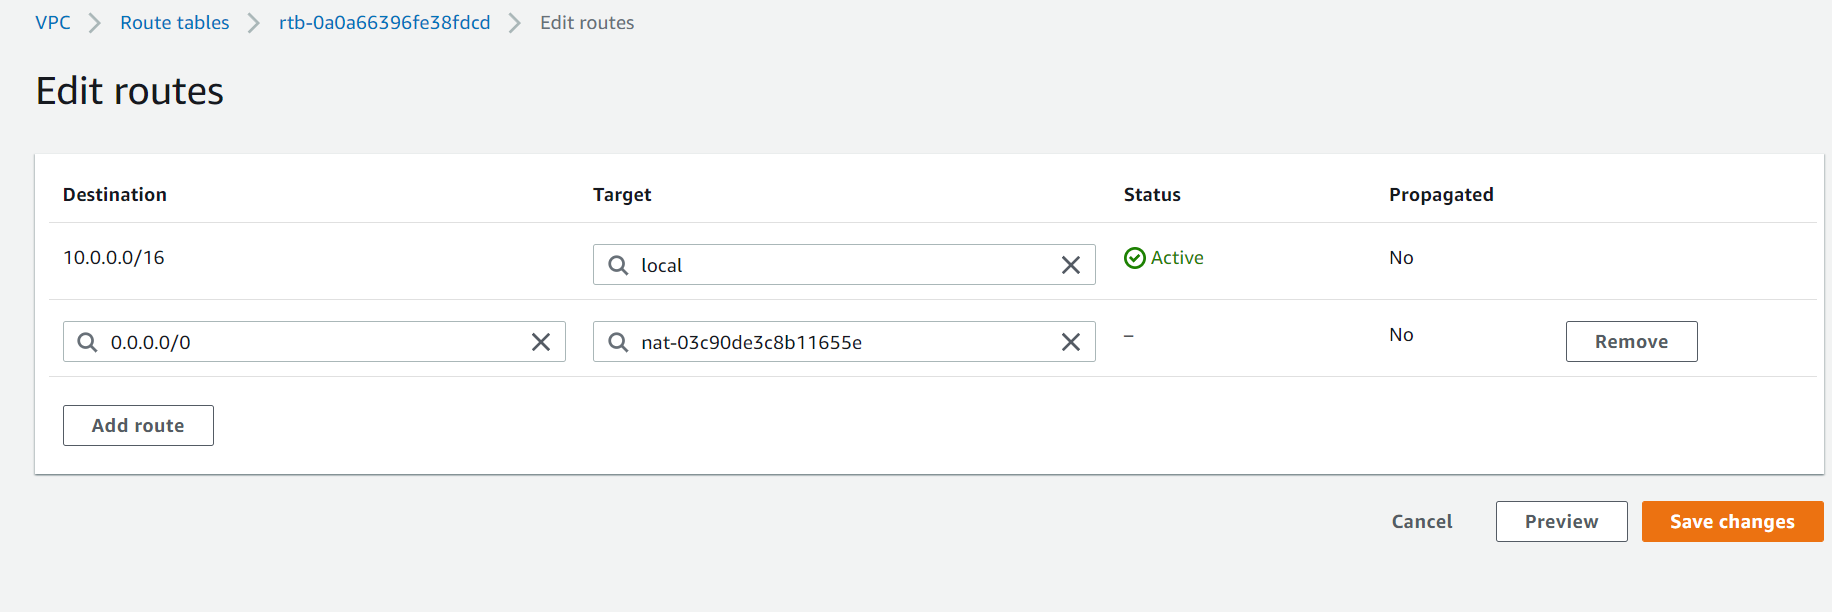 VPC > Route tables > rtb-0a0a66396fe38fdcd > Edit routes
Edit routes
Destination Target Status Propagated
10.0.0.0/16 local Active No
0.0.0.0/0 nat-03c90de3c8b11655e – No Remove
Add route
Cancel Preview Save changes